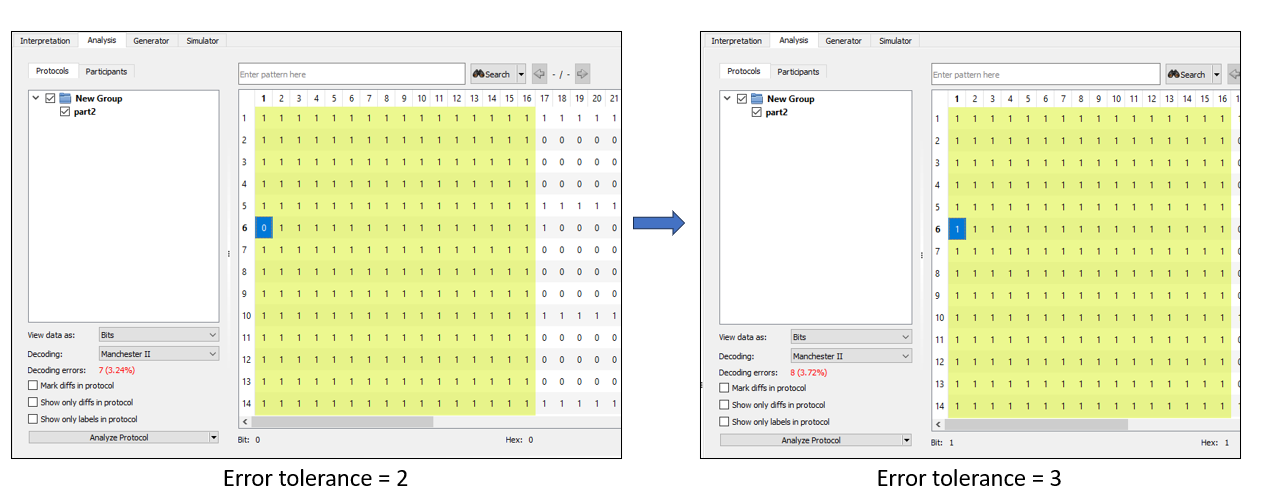 Interpretation Analysis Generator Simulator
Protocols Participants
Enter pattern here Search - / -
New Group
part2
1 2 3 4 5 6 7 8 9 10 11 12 13 14 15 16 17 18 19 20 21
1 1 1 1 1 1 1 1 1 1 1 1 1 1 1 1 1 1 1 1 1 1
2 1 1 1 1 1 1 1 1 1 1 1 1 1 1 1 1 0 0 0 0 0
3 1 1 1 1 1 1 1 1 1 1 1 1 1 1 1 1 0 0 0 0 0
4 1 1 1 1 1 1 1 1 1 1 1 1 1 1 1 1 0 0 0 0 0
5 1 1 1 1 1 1 1 1 1 1 1 1 1 1 1 1 1 1 1 1 1
6 0 1 1 1 1 1 1 1 1 1 1 1 1 1 1 1 1 0 0 0 0
7 1 1 1 1 1 1 1 1 1 1 1 1 1 1 1 1 0 0 0 0 0
8 1 1 1 1 1 1 1 1 1 1 1 1 1 1 1 1 0 0 0 0 0
9 1 1 1 1 1 1 1 1 1 1 1 1 1 1 1 1 0 0 0 0 0
10 1 1 1 1 1 1 1 1 1 1 1 1 1 1 1 1 1 1 1 1 1
11 1 1 1 1 1 1 1 1 1 1 1 1 1 1 1 1 0 0 0 0 0
12 1 1 1 1 1 1 1 1 1 1 1 1 1 1 1 1 0 0 0 0 0
13 1 1 1 1 1 1 1 1 1 1 1 1 1 1 1 1 0 0 0 0 0
14 1 1 1 1 1 1 1 1 1 1 1 1 1 1 1 1 1 1 1 1 1
View data as: Bits
Decoding: Manchester II
Decoding errors: 7 (3.24%)
Mark diffs in protocol
Show only diffs in protocol
Show only labels in protocol
Analyze Protocol
Bit: 0 Hex: 0
Error tolerance = 2
Interpretation Analysis Generator Simulator
Protocols Participants
Enter pattern here Search
New Group
part2
1 2 3 4 5 6 7 8 9 10 11 12 13 14 15 16
1 1 1 1 1 1 1 1 1 1 1 1 1 1 1 1 1
2 1 1 1 1 1 1 1 1 1 1 1 1 1 1 1 1
3 1 1 1 1 1 1 1 1 1 1 1 1 1 1 1 1
4 1 1 1 1 1 1 1 1 1 1 1 1 1 1 1 1
5 1 1 1 1 1 1 1 1 1 1 1 1 1 1 1 1
6 1 1 1 1 1 1 1 1 1 1 1 1 1 1 1 1
7 1 1 1 1 1 1 1 1 1 1 1 1 1 1 1 1
8 1 1 1 1 1 1 1 1 1 1 1 1 1 1 1 1
9 1 1 1 1 1 1 1 1 1 1 1 1 1 1 1 1
10 1 1 1 1 1 1 1 1 1 1 1 1 1 1 1 1
11 1 1 1 1 1 1 1 1 1 1 1 1 1 1 1 1
12 1 1 1 1 1 1 1 1 1 1 1 1 1 1 1 1
13 1 1 1 1 1 1 1 1 1 1 1 1 1 1 1 1
14 1 1 1 1 1 1 1 1 1 1 1 1 1 1 1 1
View data as: Bits
Decoding: Manchester II
Decoding errors: 8 (3.72%)
Mark diffs in protocol
Show only diffs in protocol
Show only labels in protocol
Analyze Protocol
Bit: 1 Hex: 1
Error tolerance = 3